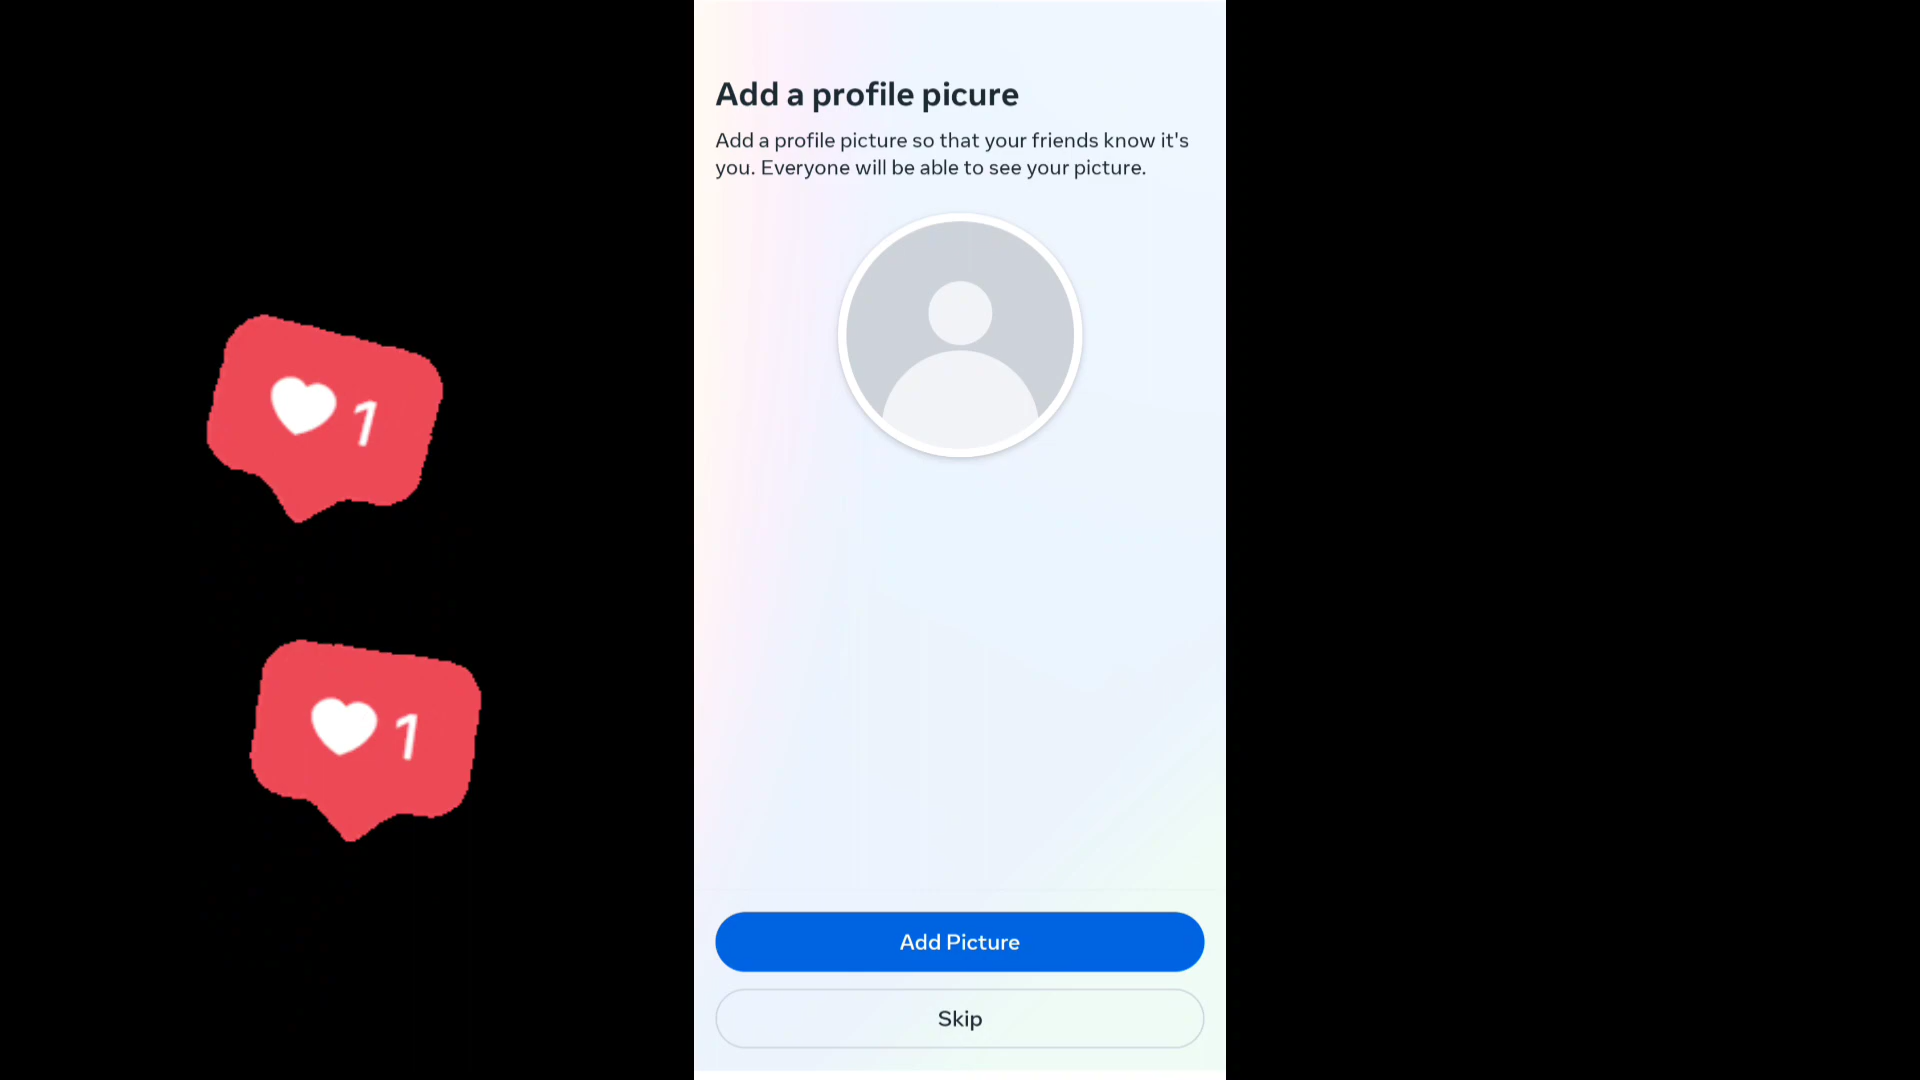 Add a profile picure
Add a profile picture so that your friends know it's
you. Everyone will be able to see your picture.
1
1
Add Picture
Skip